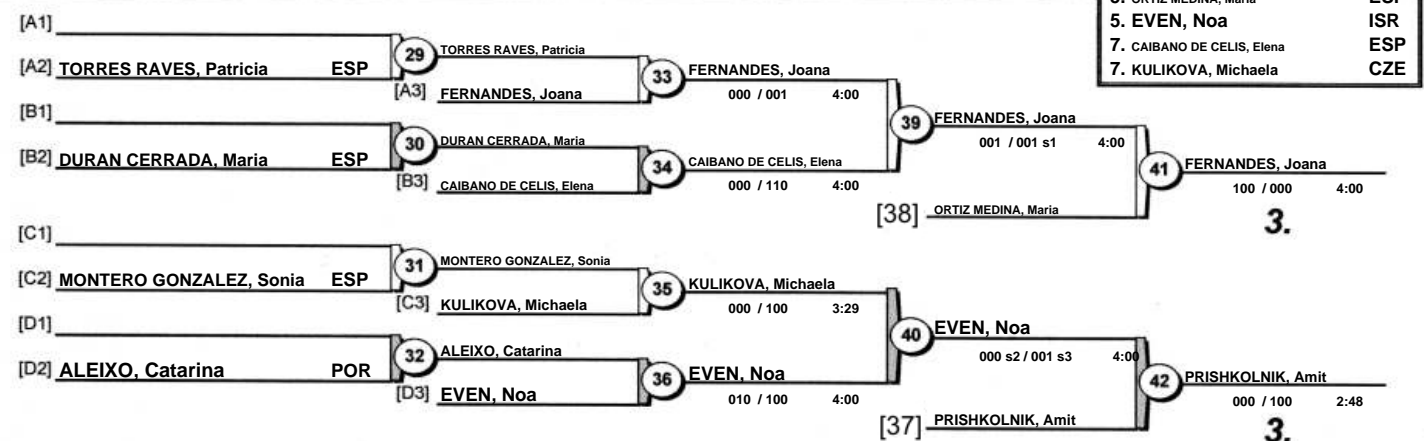 3. ORTIZ MEDINA, Maria ESP
5. EVEN, Noa ISR
7. CAIBANO DE CELIS, Elena ESP
7. KULIKOVA, Michaela CZE
[A1]
29 TORRES RAVES, Patricia
[A2] TORRES RAVES, Patricia ESP
33 FERNANDES, Joana
[A3] FERNANDES, Joana
000 / 001 4:00
[B1]
39 FERNANDES, Joana
30 DURAN CERRADA, Maria
001 / 001 s1 4:00
[B2] DURAN CERRADA, Maria ESP
34 CAIBANO DE CELIS, Elena
41 FERNANDES, Joana
[B3] CAIBANO DE CELIS, Elena
000 / 110 4:00
100 / 000 4:00
[38] ORTIZ MEDINA, Maria
3.
[C1]
31 MONTERO GONZALEZ, Sonia
[C2] MONTERO GONZALEZ, Sonia ESP
35 KULIKOVA, Michaela
[C3] KULIKOVA, Michaela
000 / 100 3:29
[D1]
40 EVEN, Noa
32 ALEIXO, Catarina
000 s2 / 001 s3 4:00
[D2] ALEIXO, Catarina POR
36 EVEN, Noa
42 PRISHKOLNIK, Amit
[D3] EVEN, Noa
010 / 100 4:00
000 / 100 2:48
[37] PRISHKOLNIK, Amit
3.